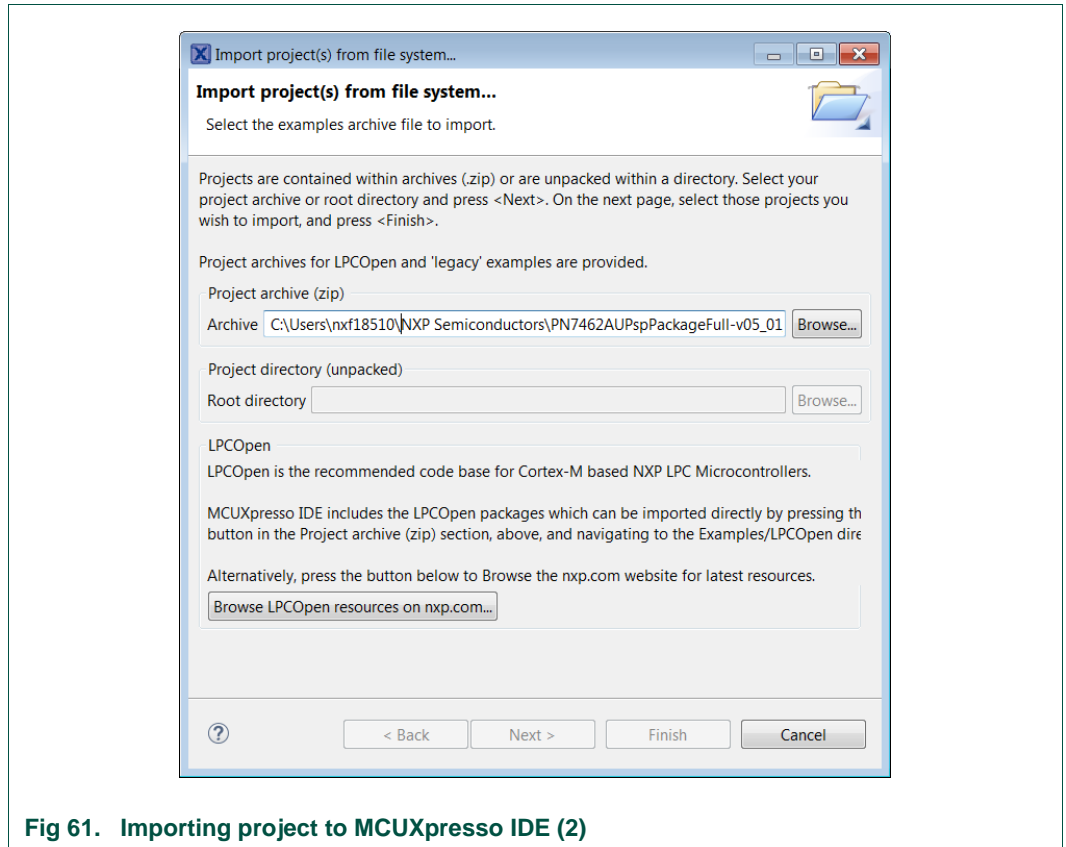 Import project(s) from file system...
Import project(s) from file system...
Select the examples archive file to import.
Projects are contained within archives (.zip) or are unpacked within a directory. Select your
project archive or root directory and press <Next>. On the next page, select those projects you
wish to import, and press <Finish>.
Project archives for LPCOpen and 'legacy' examples are provided.
Project archive (zip)
Archive C:\Users\nxf18510\NXP Semiconductors\PN7462AUPspPackageFull-v05_01 Browse...
Project directory (unpacked)
Root directory Browse...
LPCOpen
LPCOpen is the recommended code base for Cortex-M based NXP LPC Microcontrollers.
MCUXpresso IDE includes the LPCOpen packages which can be imported directly by pressing th
button in the Project archive (zip) section, above, and navigating to the Examples/LPCOpen dire
Alternatively, press the button below to Browse the nxp.com website for latest resources.
Browse LPCOpen resources on nxp.com...
? < Back Next > Finish Cancel
Fig 61. Importing project to MCUXpresso IDE (2)